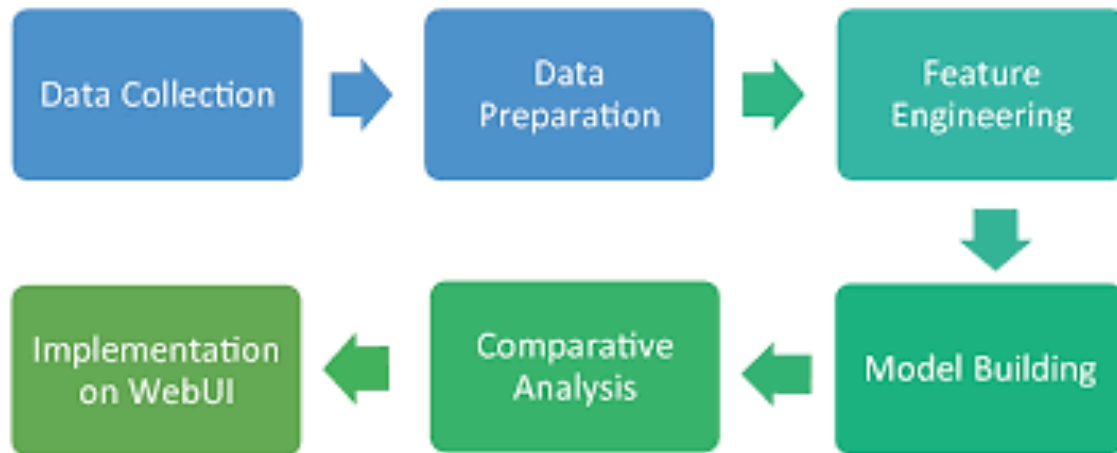 Data Collection
Data
Preparation
Feature
Engineering
Model Building
Comparative
Analysis
Implementation
on WebUI